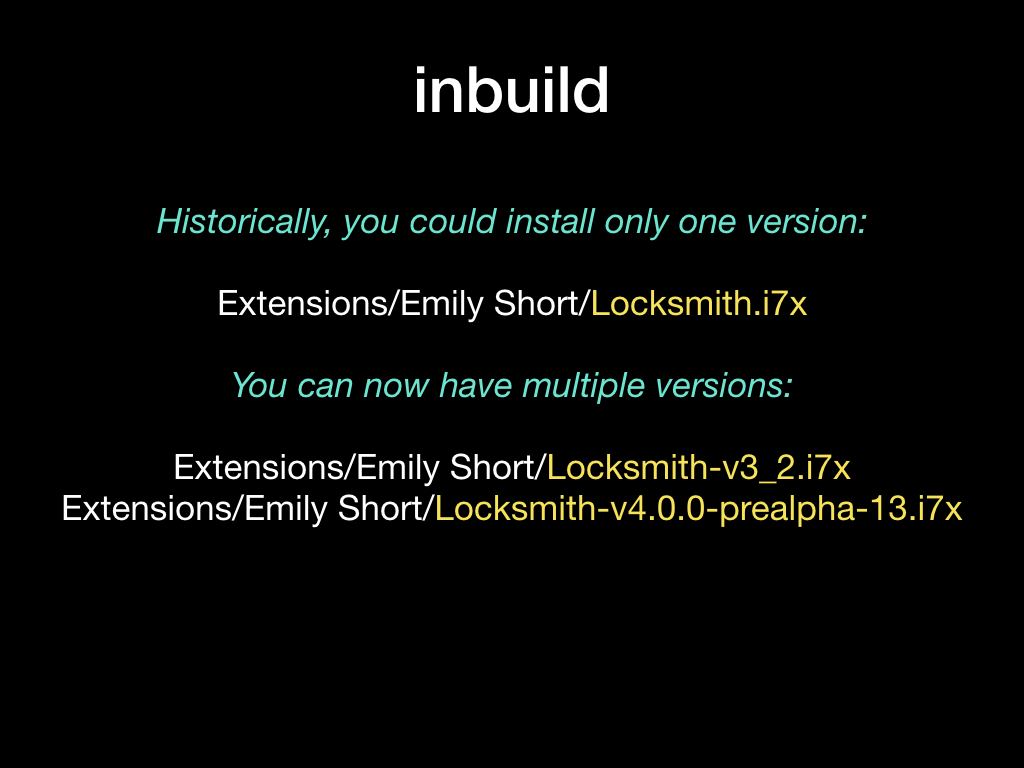 inbuild
Historically, you could install only one version:
Extensions/Emily Short/Locksmith.i7x
You can now have multiple versions:
Extensions/Emily Short/Locksmith-v3_2.i7x
Extensions/Emily Short/Locksmith-v4.0.0-prealpha-13.i7x